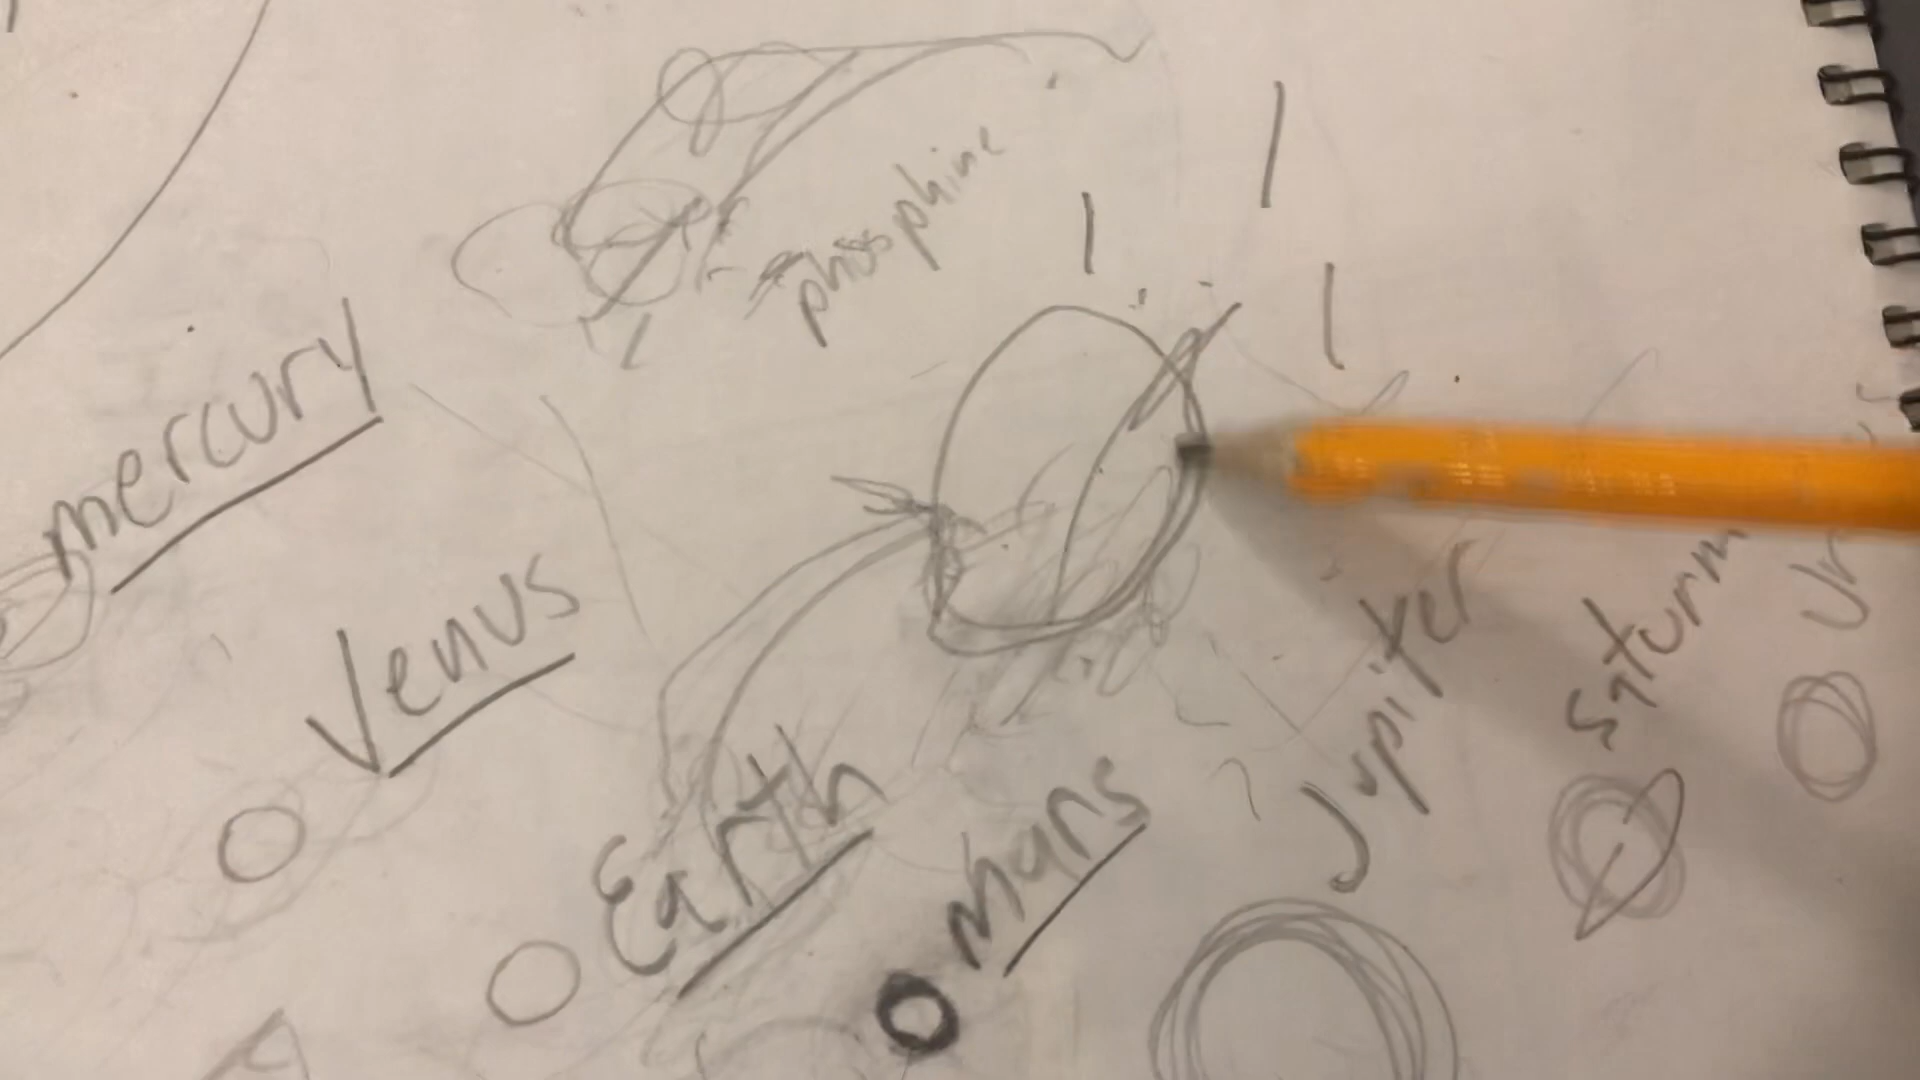 phosphine
mercury
Venus
Earth
mars
Jupiter
Saturn